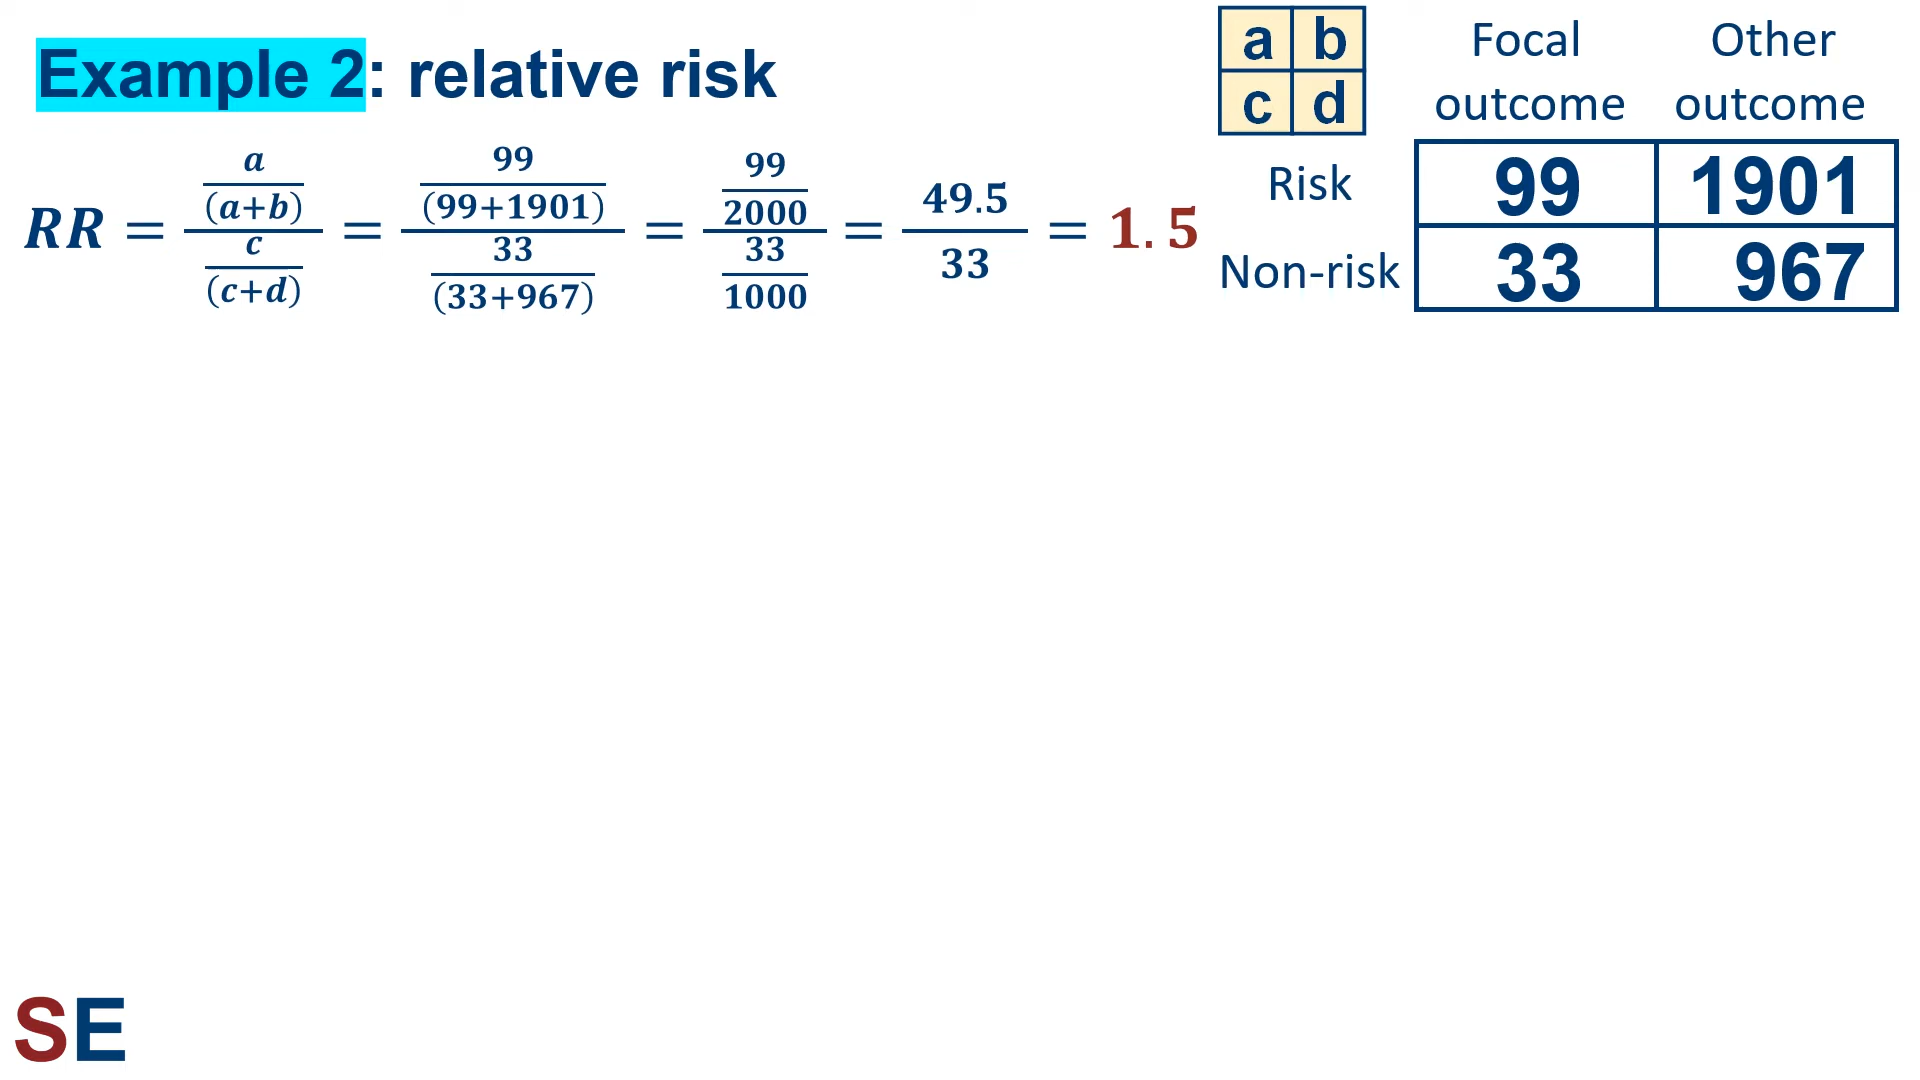 Example 2: relative risk
RR = a/(a+b) / c/(c+d) = 99/(99+1901) / 33/(33+967) = 99/2000 / 33/1000 = 49.5/33 = 1.5
a b
c d
Focal outcome Other outcome
Risk 99 1901
Non-risk 33 967
SE